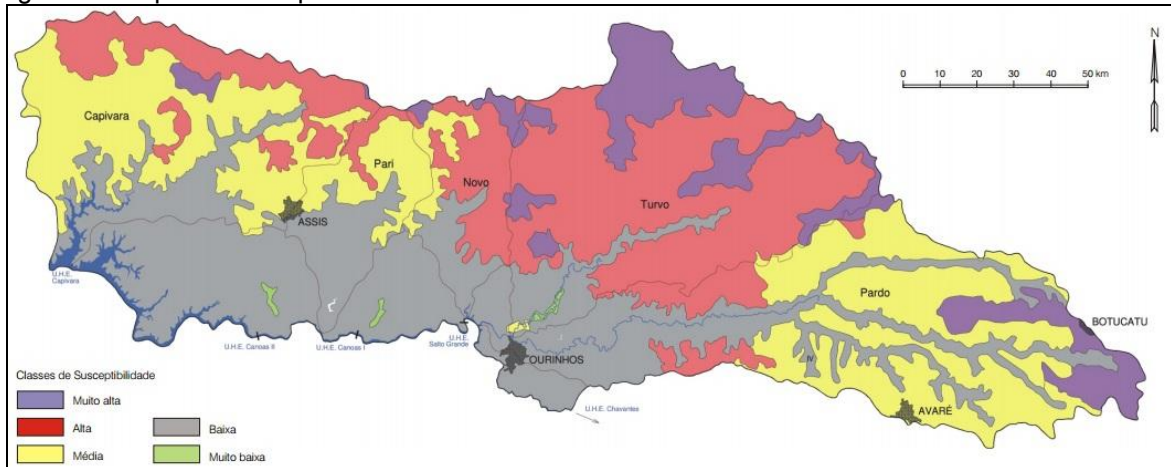 N
0 10 20 30 40 50 km
Capivara
Pari
Novo
Turvo
ASSIS
Pardo
BOTUCATU
U.H.E.
Capivara
U.H.E. Canoas II
U.H.E. Canoas I
U.H.E.
Salto Grande
OURINHOS
U.H.E. Chavantes
AVARÉ
Classes de Susceptibilidade
Muito alta
Alta
Baixa
Média
Muito baixa